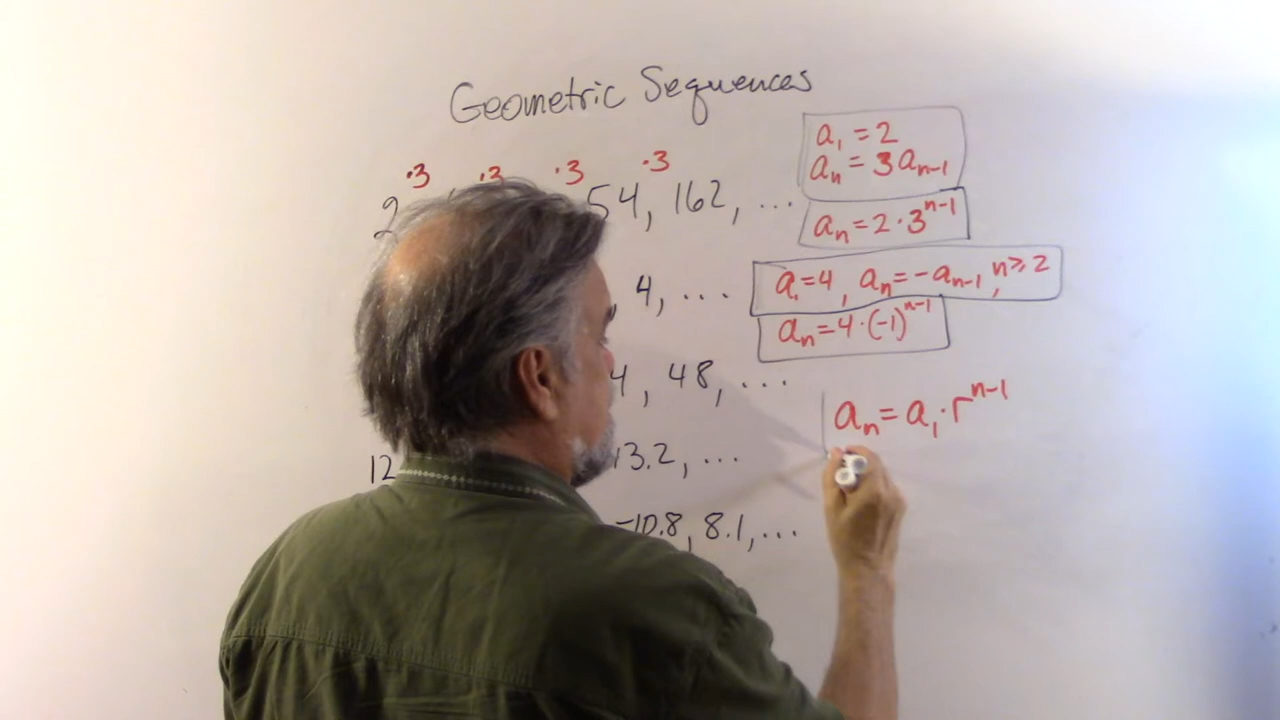 Geometric Sequences
·3 ·3 ·3 ·3
2 54, 162, ...
a₁ = 2
aₙ = 3aₙ₋₁
aₙ = 2·3ⁿ⁻¹
, 4, ...
a₁=4, aₙ=-aₙ₋₁, n≥2
aₙ=4·(-1)ⁿ⁻¹
4, 48, ...
aₙ=a₁·rⁿ⁻¹
12 13.2, ...
-10.8, 8.1, ...